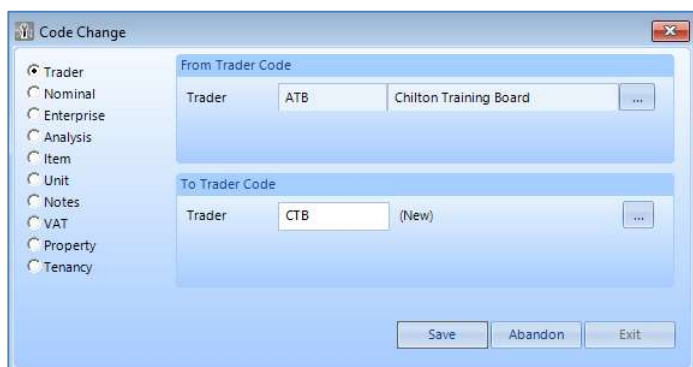 Code Change
Trader
Nominal
Enterprise
Analysis
Item
Unit
Notes
VAT
Property
Tenancy
From Trader Code
Trader ATB Chilton Training Board ...
To Trader Code
Trader CTB (New) ...
Save Abandon Exit